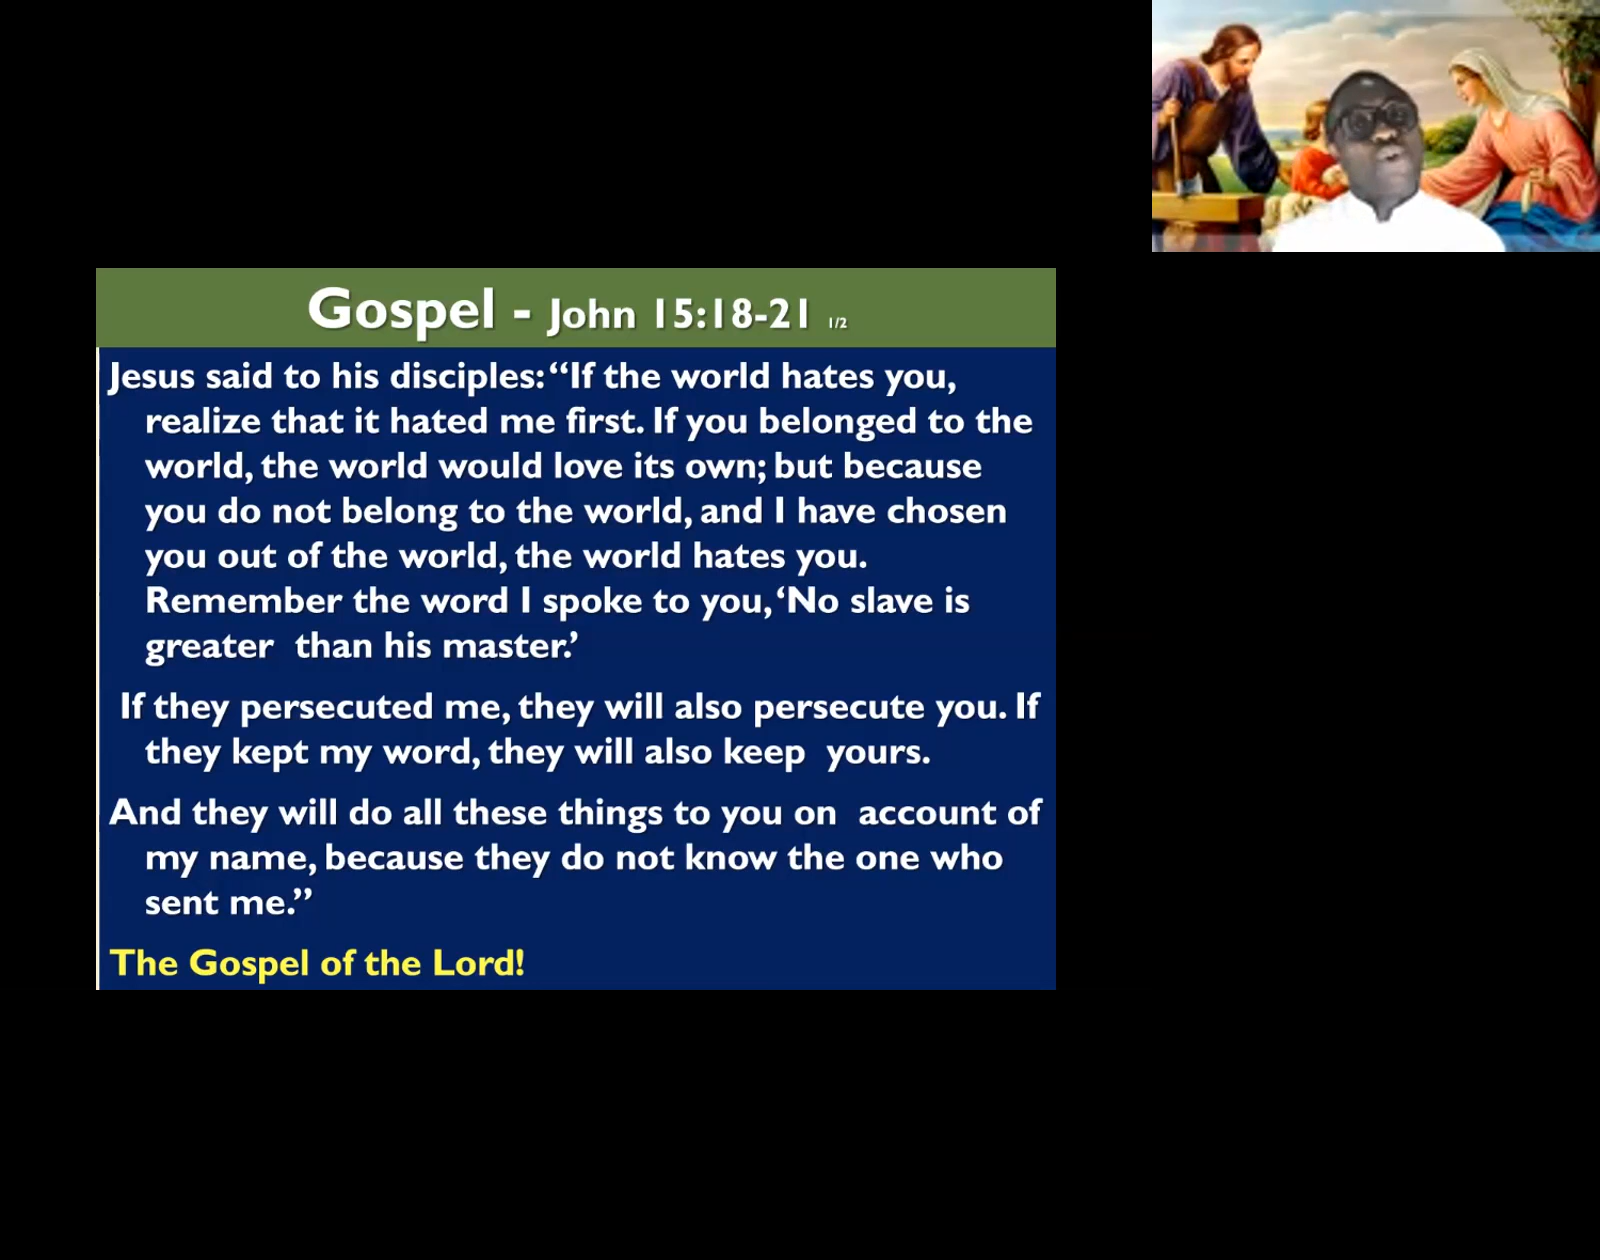 Gospel - John 15:18-21 1/2
Jesus said to his disciples: “If the world hates you,
realize that it hated me first. If you belonged to the
world, the world would love its own; but because
you do not belong to the world, and I have chosen
you out of the world, the world hates you.
Remember the word I spoke to you, ‘No slave is
greater  than his master.’
If they persecuted me, they will also persecute you. If
they kept my word, they will also keep  yours.
And they will do all these things to you on  account of
my name, because they do not know the one who
sent me.”
The Gospel of the Lord!